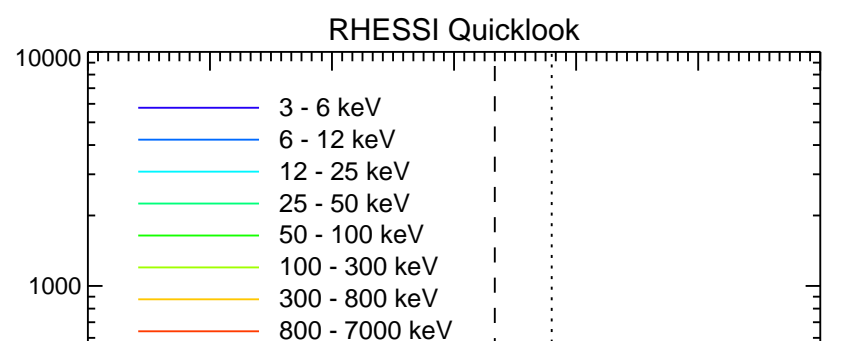 RHESSI Quicklook
10000
3 - 6 keV
6 - 12 keV
12 - 25 keV
25 - 50 keV
50 - 100 keV
100 - 300 keV
1000
300 - 800 keV
800 - 7000 keV